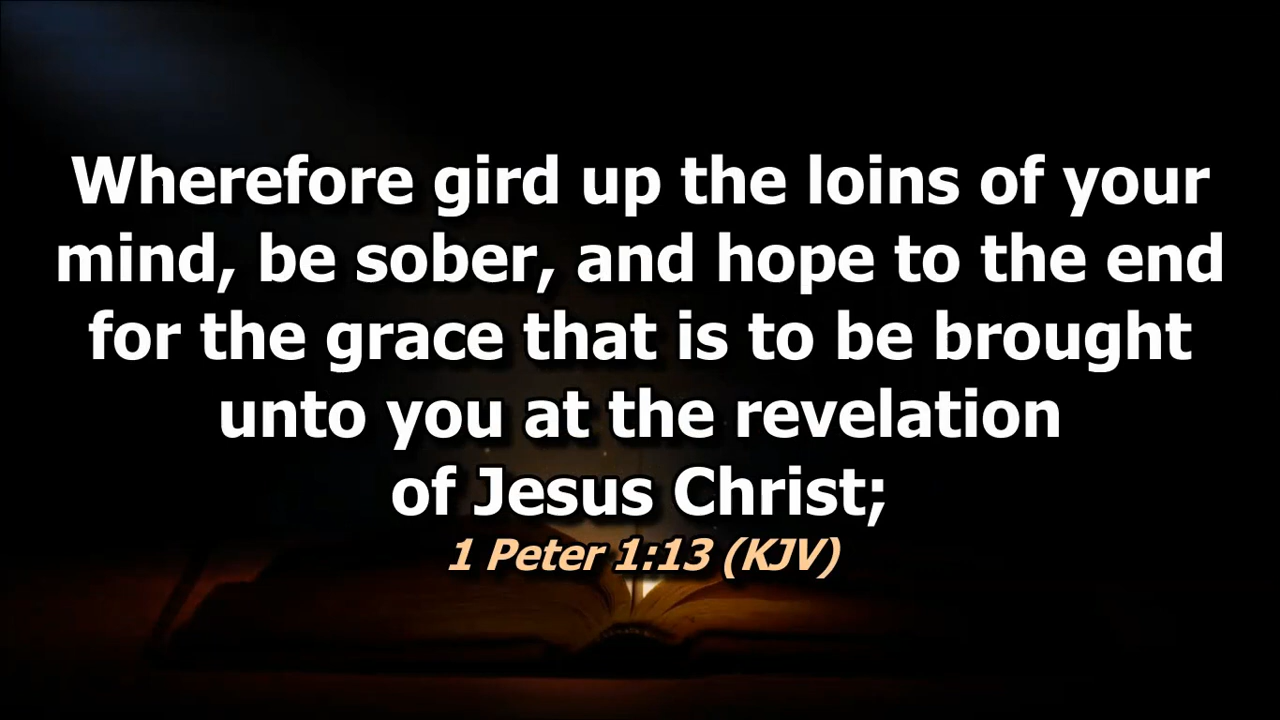 Wherefore gird up the loins of your
mind, be sober, and hope to the end
for the grace that is to be brought
unto you at the revelation
of Jesus Christ;
1 Peter 1:13 (KJV)